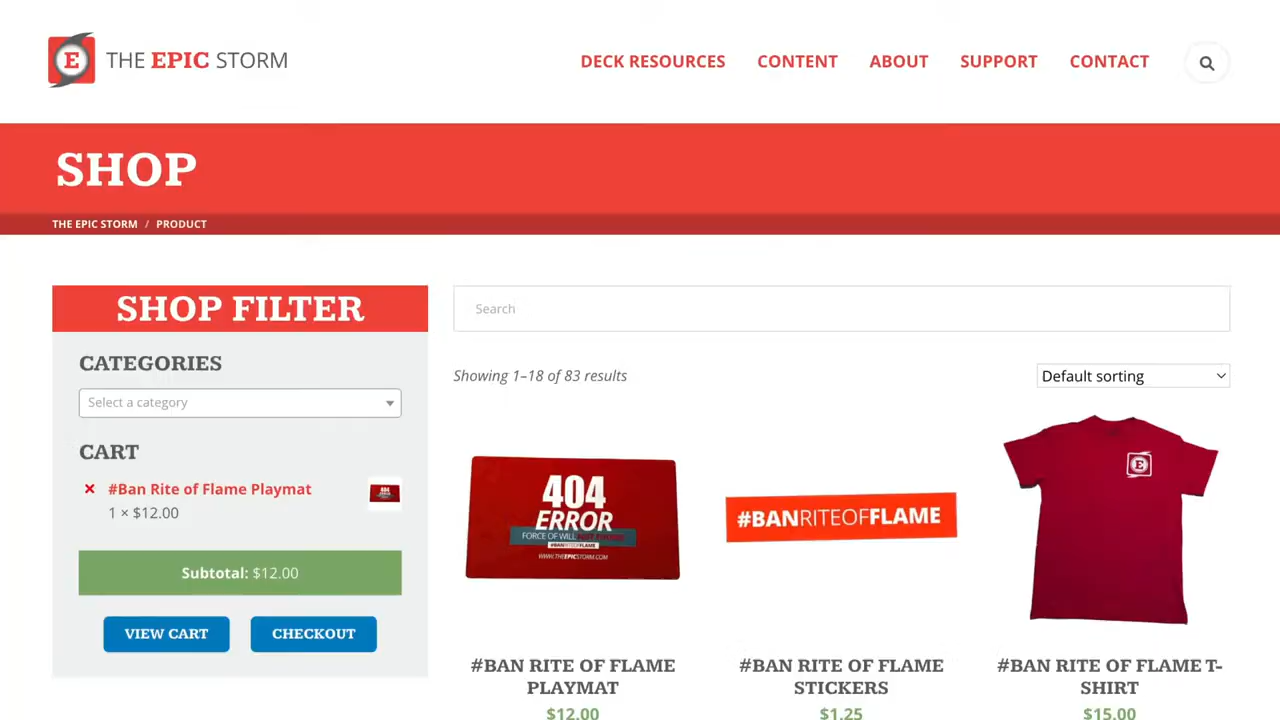 E THE EPIC STORM
DECK RESOURCES CONTENT ABOUT SUPPORT CONTACT
SHOP
THE EPIC STORM / PRODUCT
SHOP FILTER
CATEGORIES
Select a category
CART
× #Ban Rite of Flame Playmat
1 × $12.00
Subtotal: $12.00
VIEW CART CHECKOUT
Search
Showing 1–18 of 83 results
Default sorting
404
ERROR
FORCE OF WILL
#BANRITEOFFLAME
WWW.THEEPICSTORM.COM
#BANRITEOFFLAME
E
#BAN RITE OF FLAME
PLAYMAT
$12.00
#BAN RITE OF FLAME
STICKERS
$1.25
#BAN RITE OF FLAME T-
SHIRT
$15.00